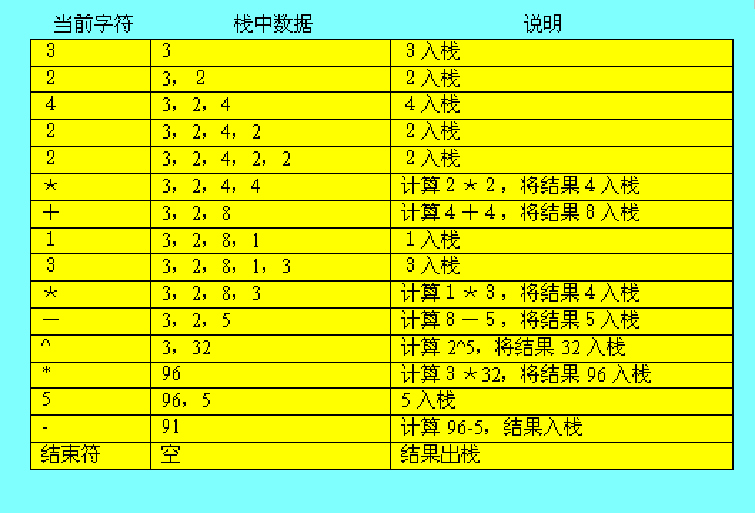 当前字符 栈中数据 说明
3 3 3入栈
2 3，2 2入栈
4 3，2，4 4入栈
2 3，2，4，2 2入栈
2 3，2，4，2，2 2入栈
* 3，2，4，4 计算2*2，将结果4入栈
+ 3，2，8 计算4+4，将结果8入栈
1 3，2，8，1 1入栈
3 3，2，8，1，3 3入栈
* 3，2，8，3 计算1*3，将结果4入栈
— 3，2，5 计算8—5，将结果5入栈
^ 3，32 计算2^5，将结果32入栈
* 96 计算3*32，将结果96入栈
5 96，5 5入栈
- 91 计算96-5，结果入栈
结束符 空 结果出栈